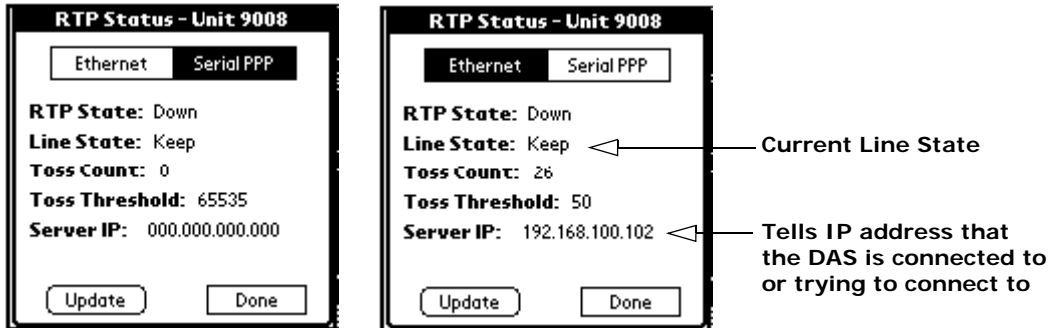 RTP Status - Unit 9008
Ethernet Serial PPP
RTP State: Down
Line State: Keep
Toss Count: 0
Toss Threshold: 65535
Server IP: 000.000.000.000
Update Done
RTP Status - Unit 9008
Ethernet Serial PPP
RTP State: Down
Line State: Keep
Toss Count: 26
Toss Threshold: 50
Server IP: 192.168.100.102
Update Done
Current Line State
Tells IP address that
the DAS is connected to
or trying to connect to